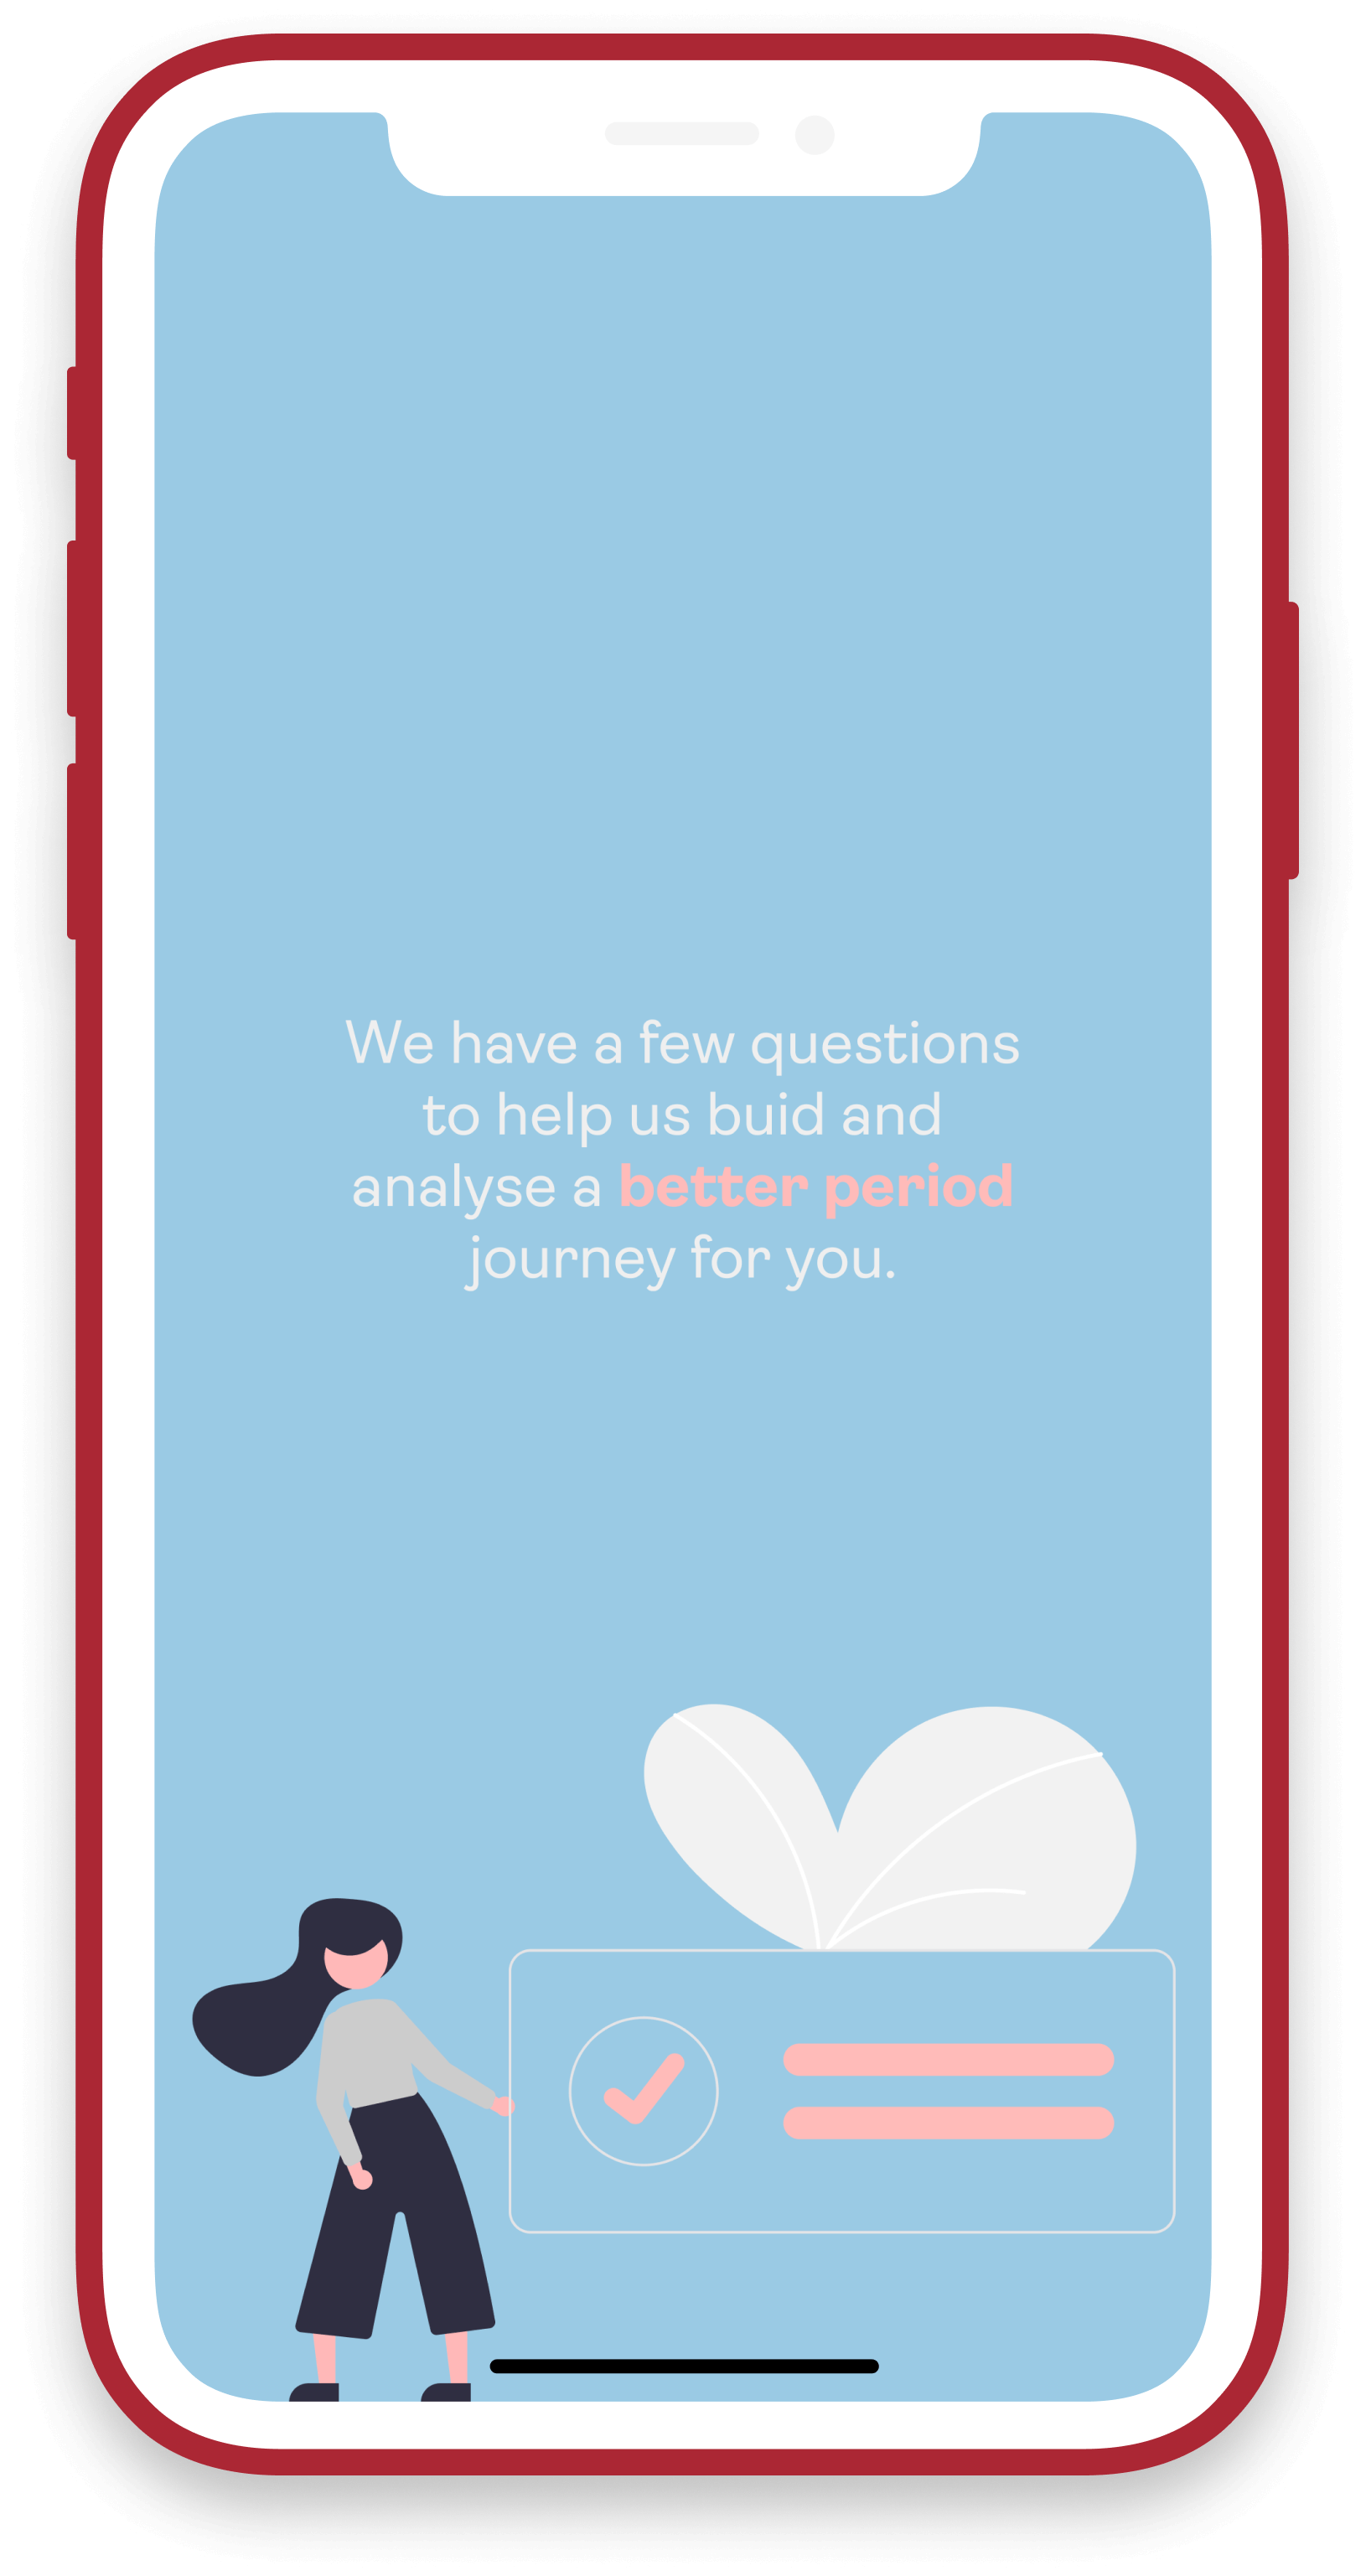 We have a few questions
to help us buid and
analyse a better period
journey for you.